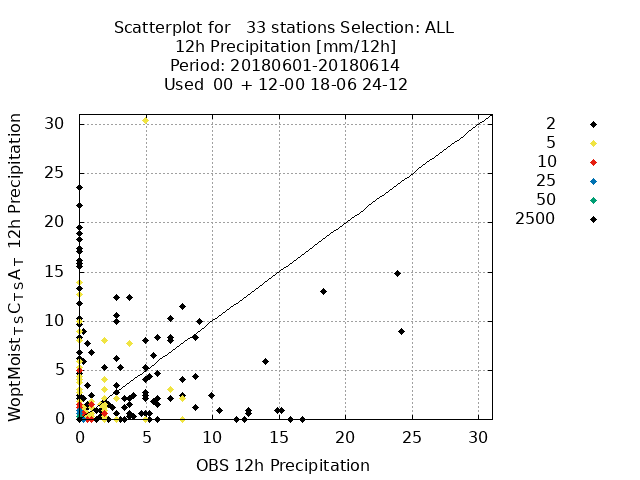 Scatterplot for 33 stations Selection: ALL
12h Precipitation [mm/12h]
Period: 20180601-20180614
Used 00 + 12-00 18-06 24-12
WoptMoist_TSC_TSA_T 12h Precipitation
30
25
20
15
10
5
0
0 5 10 15 20 25 30
OBS 12h Precipitation
2
5
10
25
50
2500